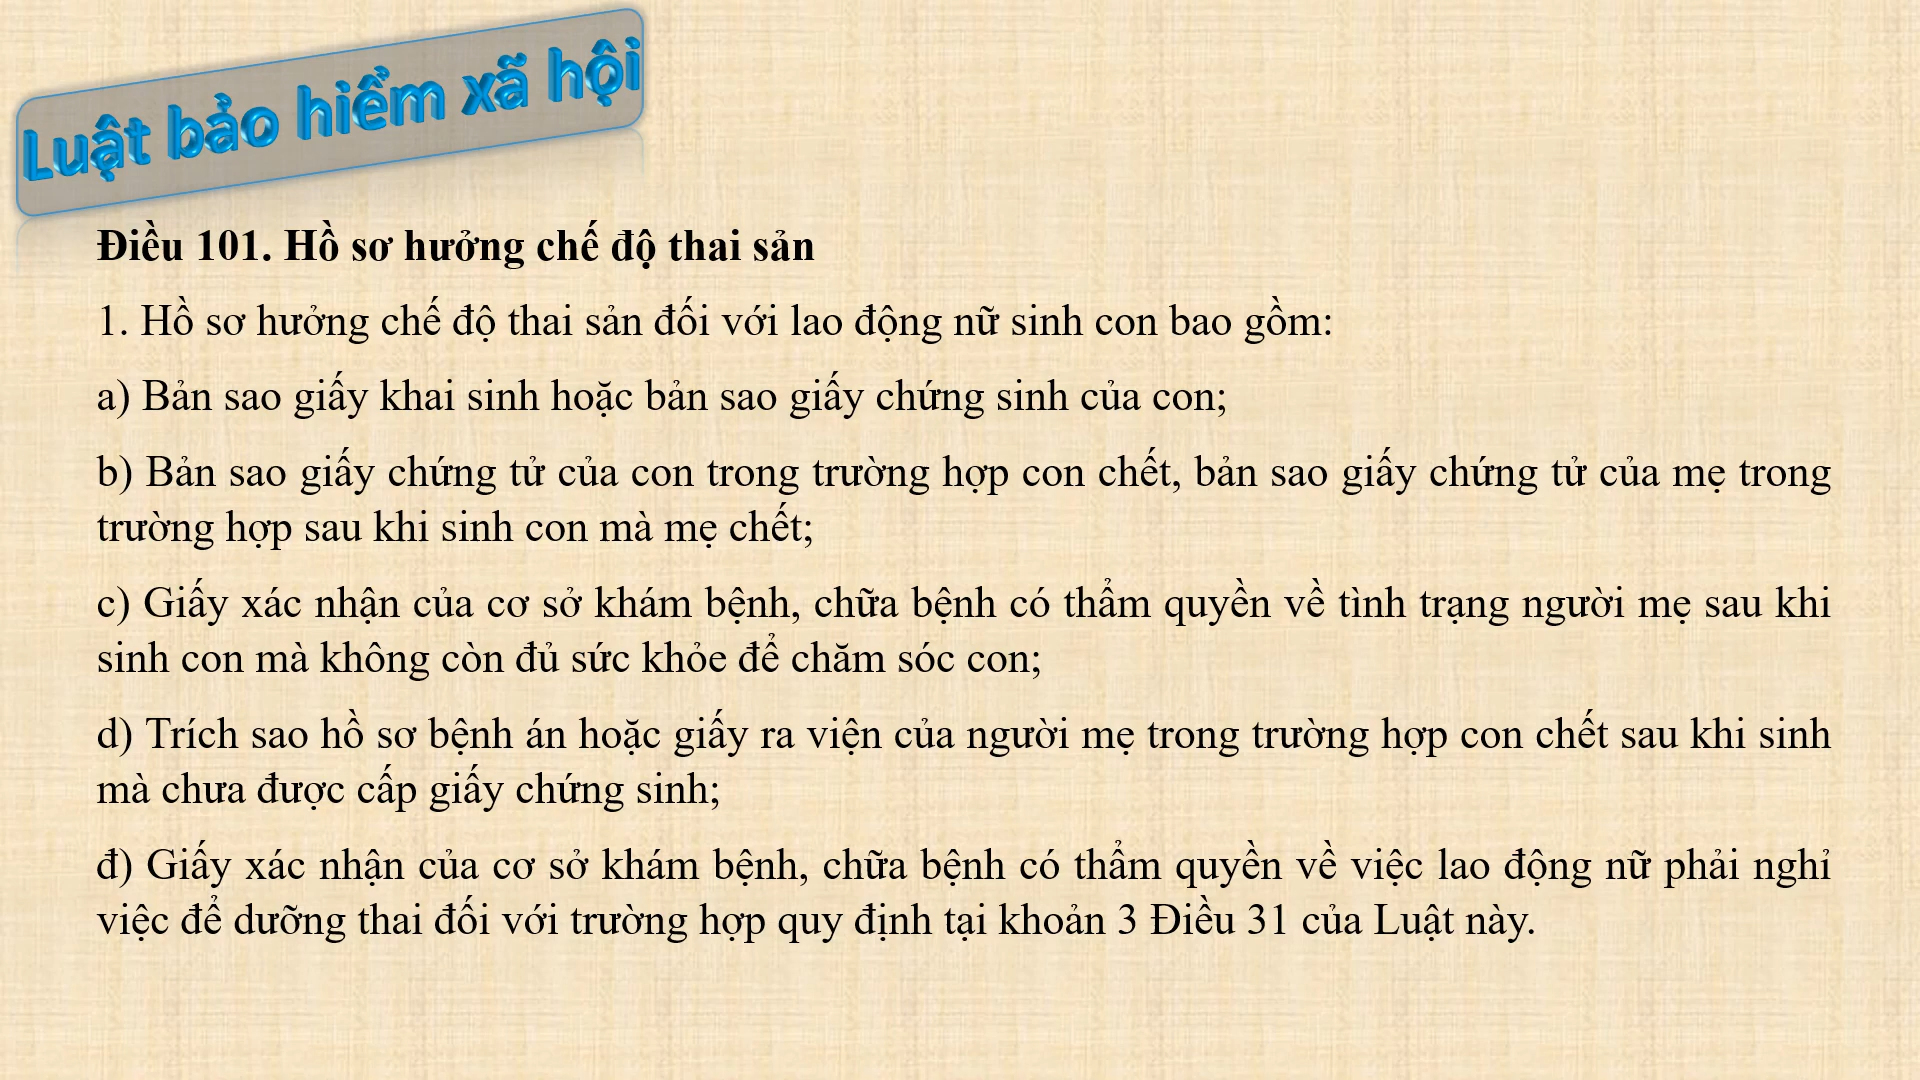 Luật bảo hiểm xã hội
Điều 101. Hồ sơ hưởng chế độ thai sản
1. Hồ sơ hưởng chế độ thai sản đối với lao động nữ sinh con bao gồm:
a) Bản sao giấy khai sinh hoặc bản sao giấy chứng sinh của con;
b) Bản sao giấy chứng tử của con trong trường hợp con chết, bản sao giấy chứng tử của mẹ trong
trường hợp sau khi sinh con mà mẹ chết;
c) Giấy xác nhận của cơ sở khám bệnh, chữa bệnh có thẩm quyền về tình trạng người mẹ sau khi
sinh con mà không còn đủ sức khỏe để chăm sóc con;
d) Trích sao hồ sơ bệnh án hoặc giấy ra viện của người mẹ trong trường hợp con chết sau khi sinh
mà chưa được cấp giấy chứng sinh;
đ) Giấy xác nhận của cơ sở khám bệnh, chữa bệnh có thẩm quyền về việc lao động nữ phải nghỉ
việc để dưỡng thai đối với trường hợp quy định tại khoản 3 Điều 31 của Luật này.